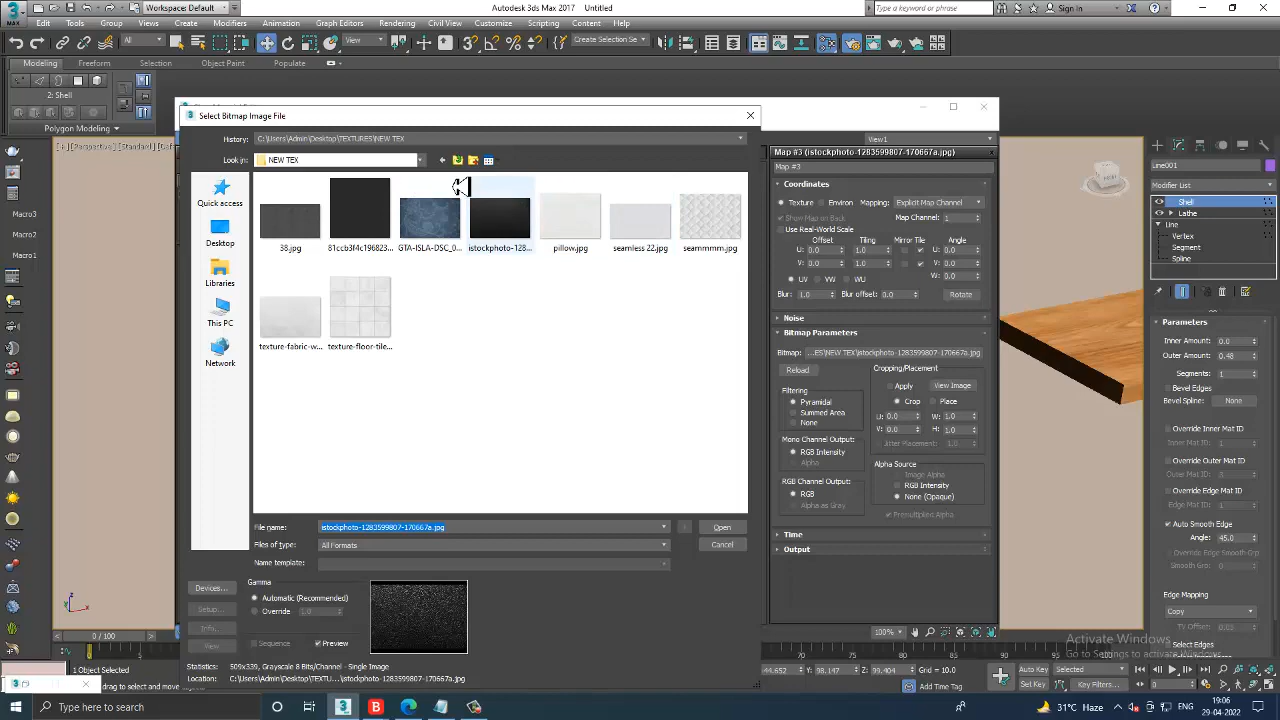 Workspace: Default
Autodesk 3ds Max 2017 Untitled
Type a keyword or phrase
Sign In
Edit Tools Group Views Create Modifiers Animation Graph Editors Rendering Civil View Customize Scripting Content Help
All
View
Create Selection Se
Modeling Freeform Selection Object Paint Populate
2: Shell
Polygon Modeling
[+] [Perspective] [Standard]
Select Bitmap Image File
History: C:\Users\Admin\Desktop\TEXTURES\NEW TEX
Look in: NEW TEX
Quick access
Desktop
Libraries
This PC
Network
38.jpg
81ccb3f4c196823...
GTA-ISLA-DSC_0...
istockphoto-128...
pillow.jpg
seamless 22.jpg
seammmm.jpg
texture-fabric-w...
texture-floor-tile...
File name: istockphoto-1283599807-170667a.jpg
Open
Files of type: All Formats
Cancel
Name template:
Devices...
Setup...
Info...
View
Gamma
Automatic (Recommended)
Override 1.0
Sequence Preview
Statistics: 509x339, Grayscale 8 Bits/Channel - Single Image
Location: C:\Users\Admin\Desktop\TEXTU...\istockphoto-1283599807-170667a.jpg
Macro3
Macro2
Macro1
View1
Map #3 (istockphoto-1283599807-170667a.jpg)
Map #3
Coordinates
Texture Environ Mapping: Explicit Map Channel
Show Map on Back Map Channel: 1
Use Real-World Scale
Offset Tiling Mirror Tile Angle
U: 0.0 1.0 U: 0.0
V: 0.0 1.0 V: 0.0
W: 0.0
UV VW WU
Blur: 1.0 Blur offset: 0.0 Rotate
Noise
Bitmap Parameters
Bitmap: ...ES\NEW TEX\istockphoto-1283599807-170667a.jpg
Reload
Cropping/Placement
Apply View Image
Crop Place
U: 0.0 W: 1.0
V: 0.0 H: 1.0
Jitter Placement: 1.0
Filtering
Pyramidal
Summed Area
None
Mono Channel Output:
RGB Intensity
Alpha
RGB Channel Output:
RGB
Alpha as Gray
Alpha Source
Image Alpha
RGB Intensity
None (Opaque)
Premultiplied Alpha
Time
Output
100%
Line001
Modifier List
Shell
Lathe
Line
Vertex
Segment
Spline
Parameters
Inner Amount: 0.0
Outer Amount: 0.48
Segments: 1
Bevel Edges
Bevel Spline: None
Override Inner Mat ID
Inner Mat ID: 1
Override Outer Mat ID
Override Edge Mat ID
Edge Mat ID: 1
Auto Smooth Edge
Angle: 45.0
Override Edge Smooth Grp
Smooth Grp: 0
Edge Mapping
Copy
TV Offset:
Select Edges
Activate Windows
Go to Settings to activate Windows.
0 / 100
70 75 80 85 90 95 100
1 Object Selected
drag to select and move
Y: 98.147 Z: 99.404 Grid = 10.0
Add Time Tag
Auto Key Selected
Set Key Key Filters...
0
Type here to search
31°C Haze
19:06
29-04-2022